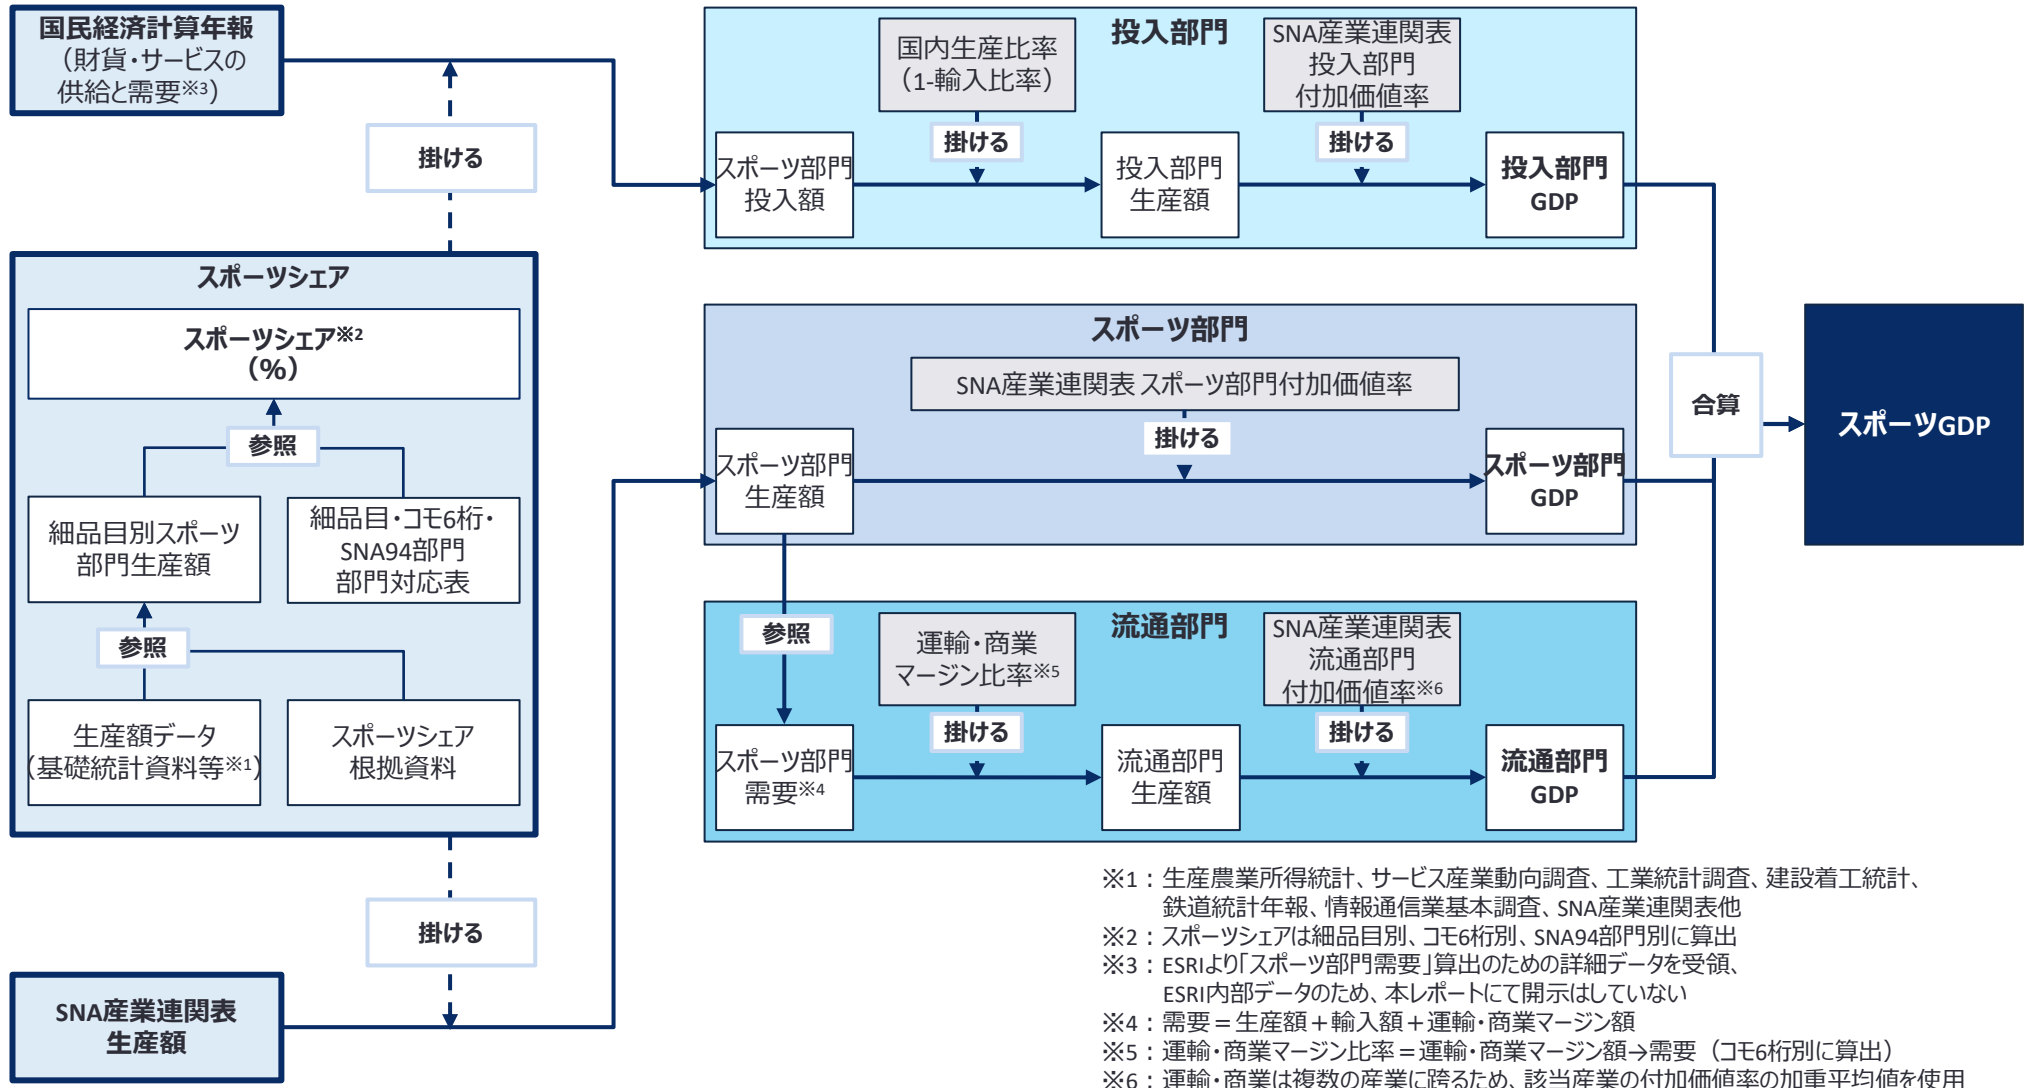 国民経済計算年報
（財貨・サービスの
供給と需要※3）
掛ける
スポーツシェア
スポーツシェア※2
（%）
参照
細品目別スポーツ
部門生産額
細品目・コモ6桁・
SNA94部門
部門対応表
参照
生産額データ
（基礎統計資料等※1）
スポーツシェア
根拠資料
掛ける
SNA産業連関表
生産額
投入部門
国内生産比率
（1-輸入比率）
SNA産業連関表
投入部門
付加価値率
掛ける
掛ける
スポーツ部門
投入額
投入部門
生産額
投入部門
GDP
スポーツ部門
SNA産業連関表 スポーツ部門付加価値率
掛ける
スポーツ部門
生産額
スポーツ部門
GDP
流通部門
参照
運輸・商業
マージン比率※5
SNA産業連関表
流通部門
付加価値率※6
掛ける
掛ける
スポーツ部門
需要※4
流通部門
生産額
流通部門
GDP
合算
スポーツGDP
※1：生産農業所得統計、サービス産業動向調査、工業統計調査、建設着工統計、
鉄道統計年報、情報通信業基本調査、SNA産業連関表他
※2：スポーツシェアは細品目別、コモ6桁別、SNA94部門別に算出
※3：ESRIより「スポーツ部門需要」算出のための詳細データを受領、
ESRI内部データのため、本レポートにて開示はしていない
※4：需要＝生産額＋輸入額＋運輸・商業マージン額
※5：運輸・商業マージン比率＝運輸・商業マージン額→需要（コモ6桁別に算出）
※6：運輸・商業は複数の産業に跨るため、該当産業の付加価値率の加重平均値を使用